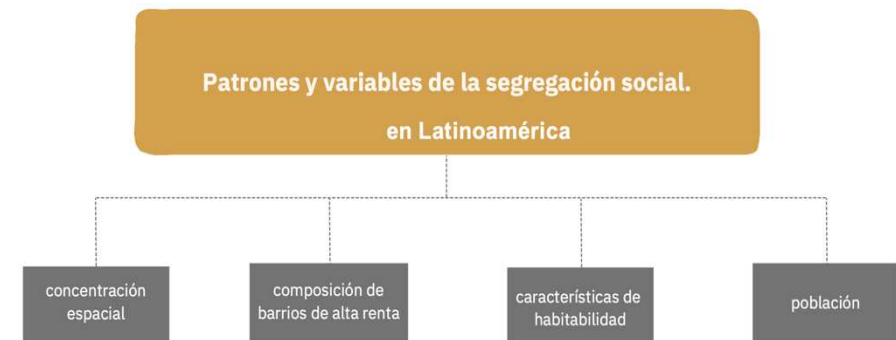 Patrones y variables de la segregación social.
en Latinoamérica
concentración
espacial
composición de
barrios de alta renta
características de
habitabilidad
población